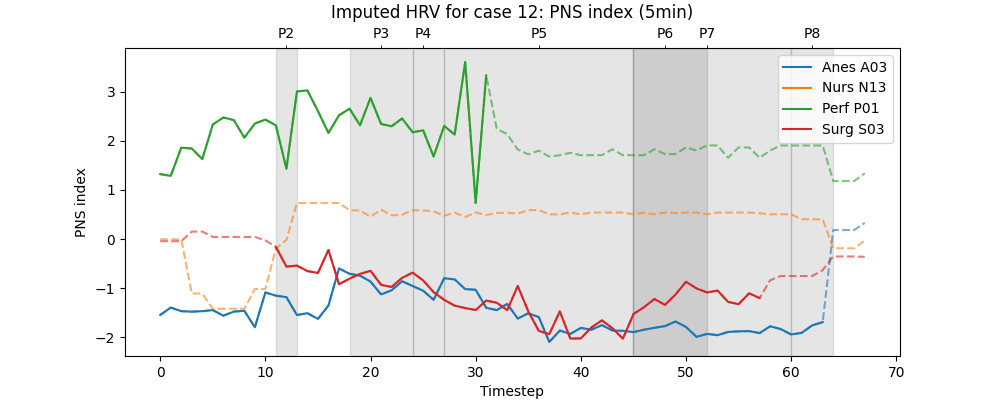 Imputed HRV for case 12: PNS index (5min)
P2 P3 P4 P5 P6 P7 P8
Anes A03
Nurs N13
Perf P01
Surg S03
PNS index
3
2
1
0
−1
−2
0 10 20 30 40 50 60 70
Timestep